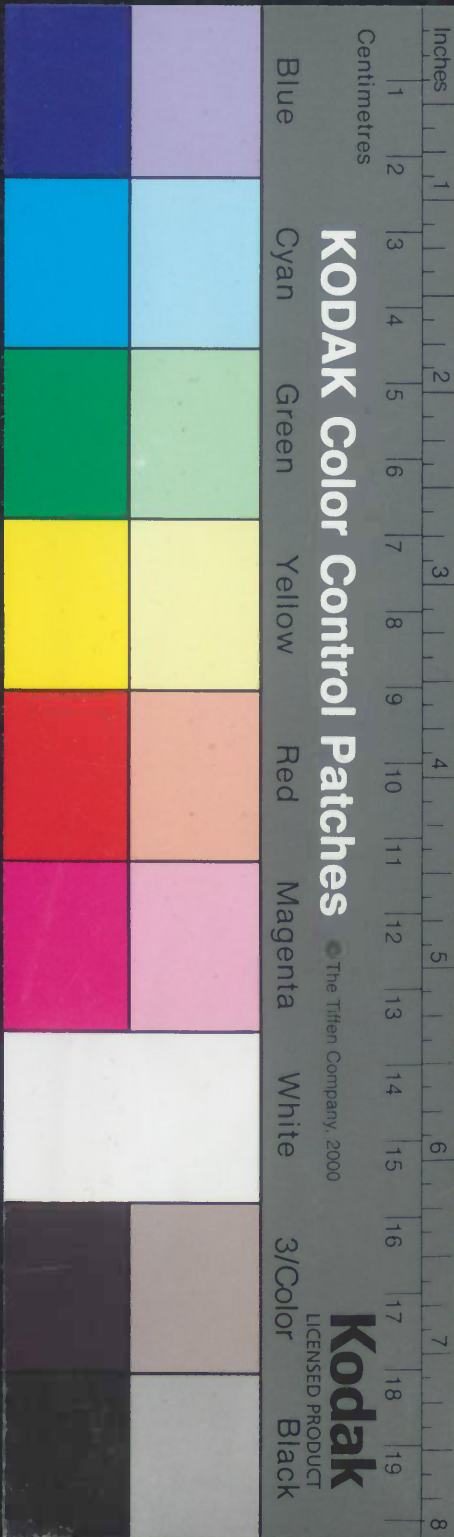 Inches 1 2 3 4 5 6 7 8
Centimetres 1 2 3 4 5 6 7 8 9 10 11 12 13 14 15 16 17 18 19
KODAK Color Control Patches
© The Tiffen Company, 2000
Kodak
LICENSED PRODUCT
Blue Cyan Green Yellow Red Magenta White 3/Color Black